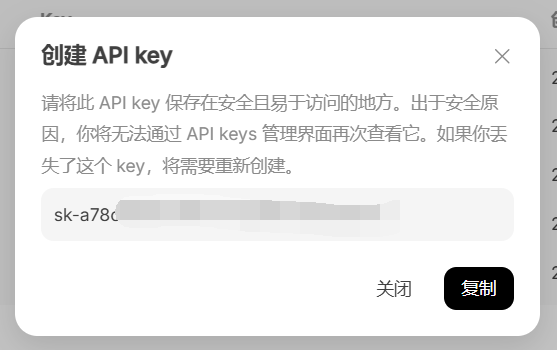 创建 API key
请将此 API key 保存在安全且易于访问的地方。出于安全原
因，你将无法通过 API keys 管理界面再次查看它。如果你丢
失了这个 key，将需要重新创建。
sk-a78
关闭
复制